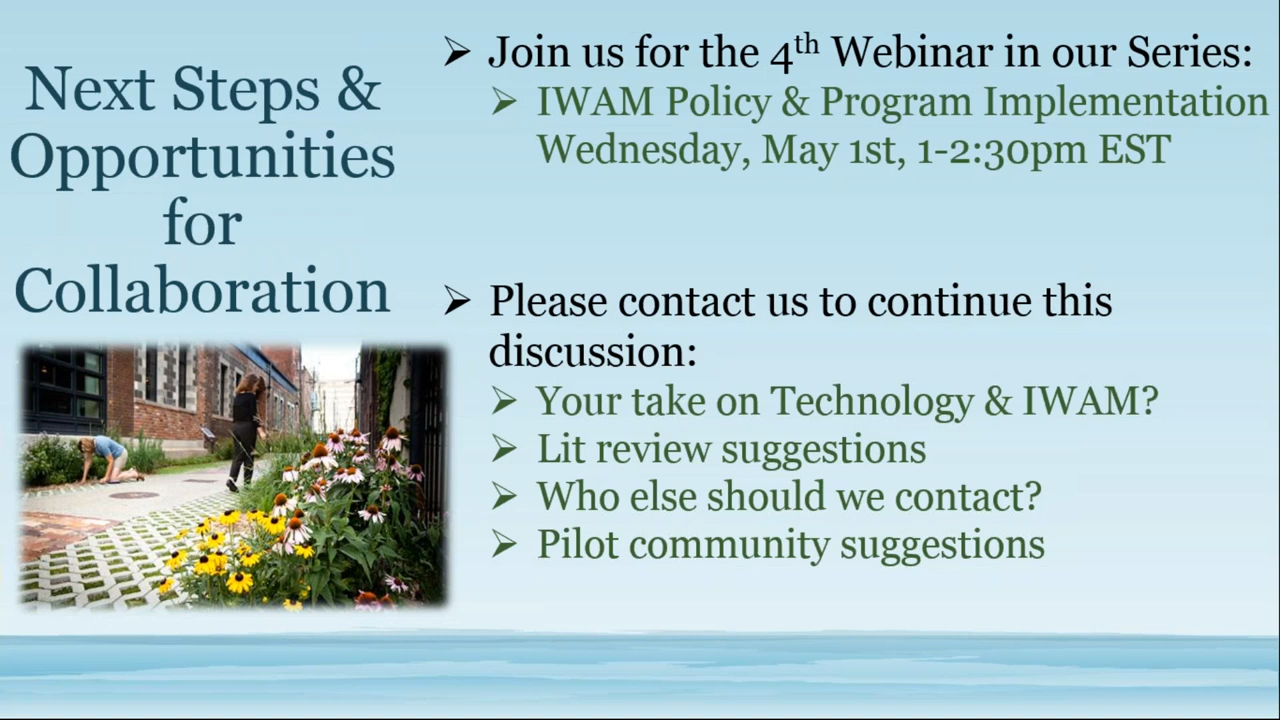 Next Steps &
Opportunities
for
Collaboration
➢ Join us for the 4th Webinar in our Series:
➢ IWAM Policy & Program Implementation
Wednesday, May 1st, 1-2:30pm EST
➢ Please contact us to continue this
discussion:
➢ Your take on Technology & IWAM?
➢ Lit review suggestions
➢ Who else should we contact?
➢ Pilot community suggestions